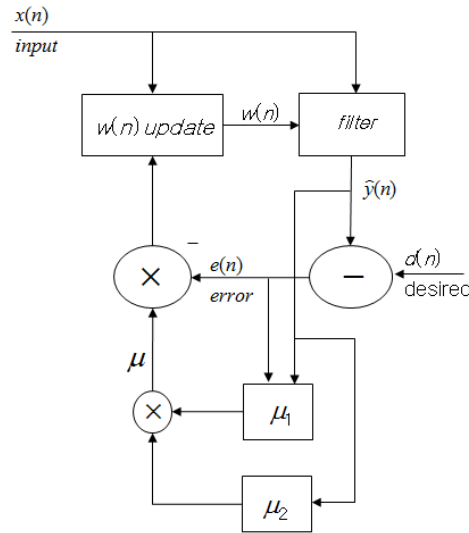 x(n)
input
w(n) update
w(n)
filter
ỹ(n)
−
×
e(n)
error
−
d(n)
desired
μ
×
μ₁
μ₂